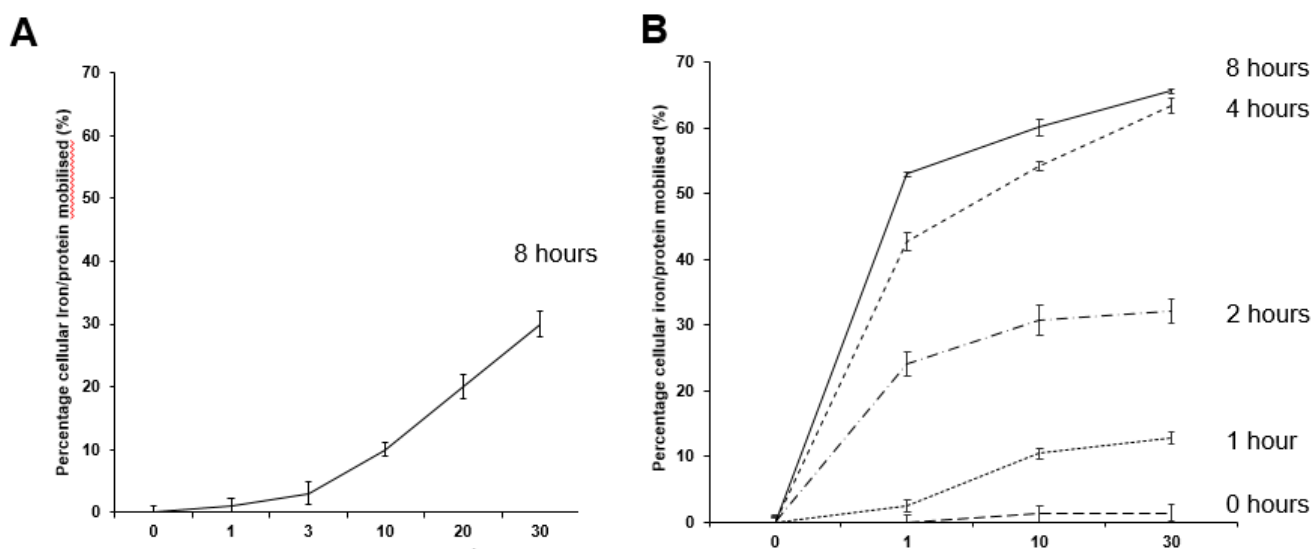 A
Percentage cellular Iron/protein mobilised (%)
70
60
50
40
30
20
10
0
0 1 3 10 20 30
8 hours
B
Percentage cellular iron/protein mobilised (%)
70
60
50
40
30
20
10
0
0 1 10 30
8 hours
4 hours
2 hours
1 hour
0 hours